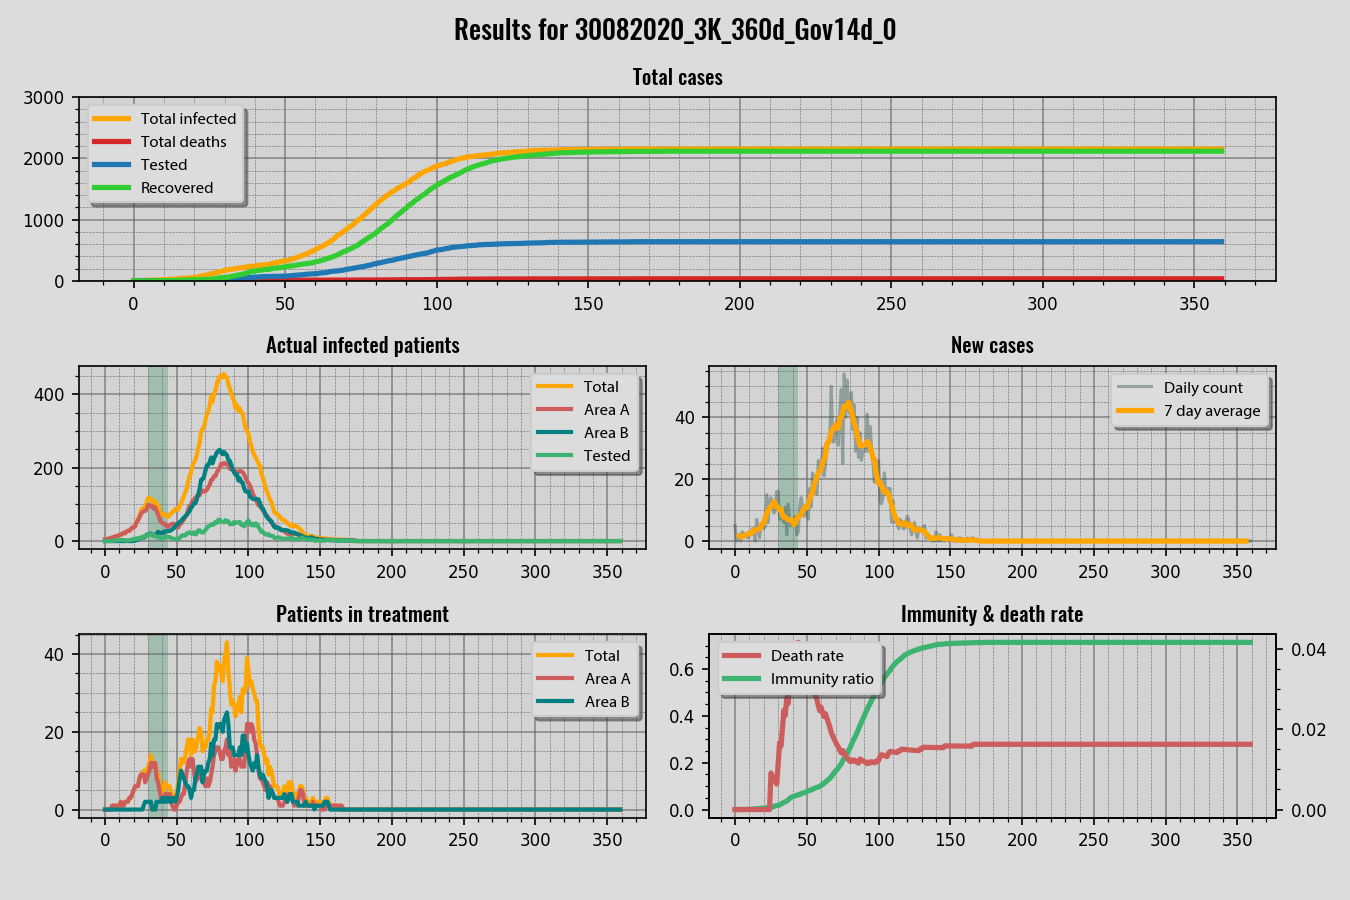 Results for 30082020_3K_360d_Gov14d_0
Total cases
3000
2000
1000
0
Total infected
Total deaths
Tested
Recovered
0 50 100 150 200 250 300 350
Actual infected patients
400
200
0
Total
Area A
Area B
Tested
0 50 100 150 200 250 300 350
New cases
40
20
0
Daily count
7 day average
0 50 100 150 200 250 300 350
Patients in treatment
40
20
0
Total
Area A
Area B
0 50 100 150 200 250 300 350
Immunity & death rate
0.6
0.4
0.2
0.0
Death rate
Immunity ratio
0.04
0.02
0.00
0 50 100 150 200 250 300 350